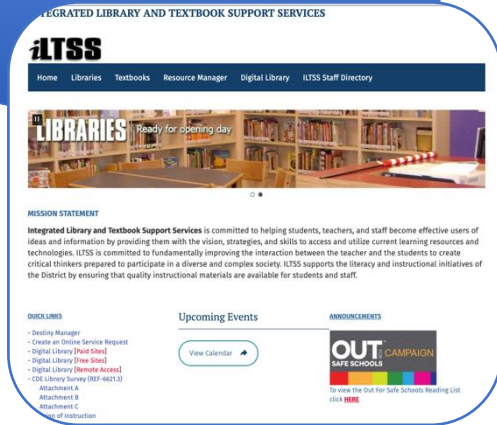 INTEGRATED LIBRARY AND TEXTBOOK SUPPORT SERVICES
iLTSS
Home Libraries Textbooks Resource Manager Digital Library ILTSS Staff Directory
LIBRARIES Ready for opening day
MISSION STATEMENT
Integrated Library and Textbook Support Services is committed to helping students, teachers, and staff become effective users of
ideas and information by providing them with the vision, strategies, and skills to access and utilize current learning resources and
technologies. ILTSS is committed to fundamentally improving the interaction between the teacher and the students to create
critical thinkers prepared to participate in a diverse and complex society. ILTSS supports the literacy and instructional initiatives of
the District by ensuring that quality instructional materials are available for students and staff.
QUICK LINKS
- Destiny Manager
- Create an Online Service Request
- Digital Library [Paid Sites]
- Digital Library [Free Sites]
- Digital Library [Remote Access]
- CDE Library Survey (REF-6621.3)
Attachment A
Attachment B
Attachment C
of Instruction
Upcoming Events
View Calendar
ANNOUNCEMENTS
OUT FOR SAFE SCHOOLS CAMPAIGN
To view the Out For Safe Schools Reading List
click HERE